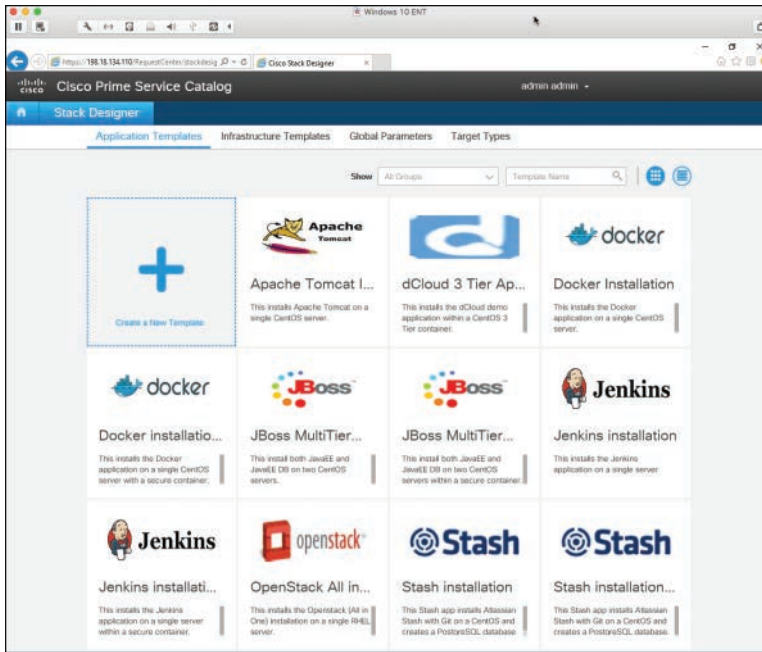 Windows 10 ENT
https://198.18.134.110/RequestCenter/stackdesig
Cisco Stack Designer
CISCO
Cisco Prime Service Catalog
admin admin
Stack Designer
Application Templates Infrastructure Templates Global Parameters Target Types
Show All Groups Template Name
Create a New Template
Apache
Tomcat
Apache Tomcat I...
This installs Apache Tomcat on a
single CentOS server.
dCloud 3 Tier Ap...
This installs the dCloud demo
application within a CentOS 3
Tier container.
docker
Docker Installation
This installs the Docker
application on a single CentOS
server.
docker
Docker installatio...
This installs the Docker
application on a single CentOS
server with a secure container.
JBoss
JBoss MultiTier...
This install both JavaEE and
JavaEE DB on two CentOS
servers.
JBoss
JBoss MultiTier...
This install both JavaEE and
JavaEE DB on two CentOS
servers within a secure container.
Jenkins
Jenkins installation
This installs the Jenkins
application on a single server
Jenkins
Jenkins installati...
This installs the Jenkins
application on a single server
within a secure container.
openstack
OpenStack All in...
This installs the Openstack (All in
One) installation on a single RHEL
server.
Stash
Stash installation
This Stash app installs Atlassian
Stash with Git on a CentOS and
creates a PostgreSQL database
Stash
Stash installation...
This Stash app installs Atlassian
Stash with Git on a CentOS and
creates a PostgreSQL database